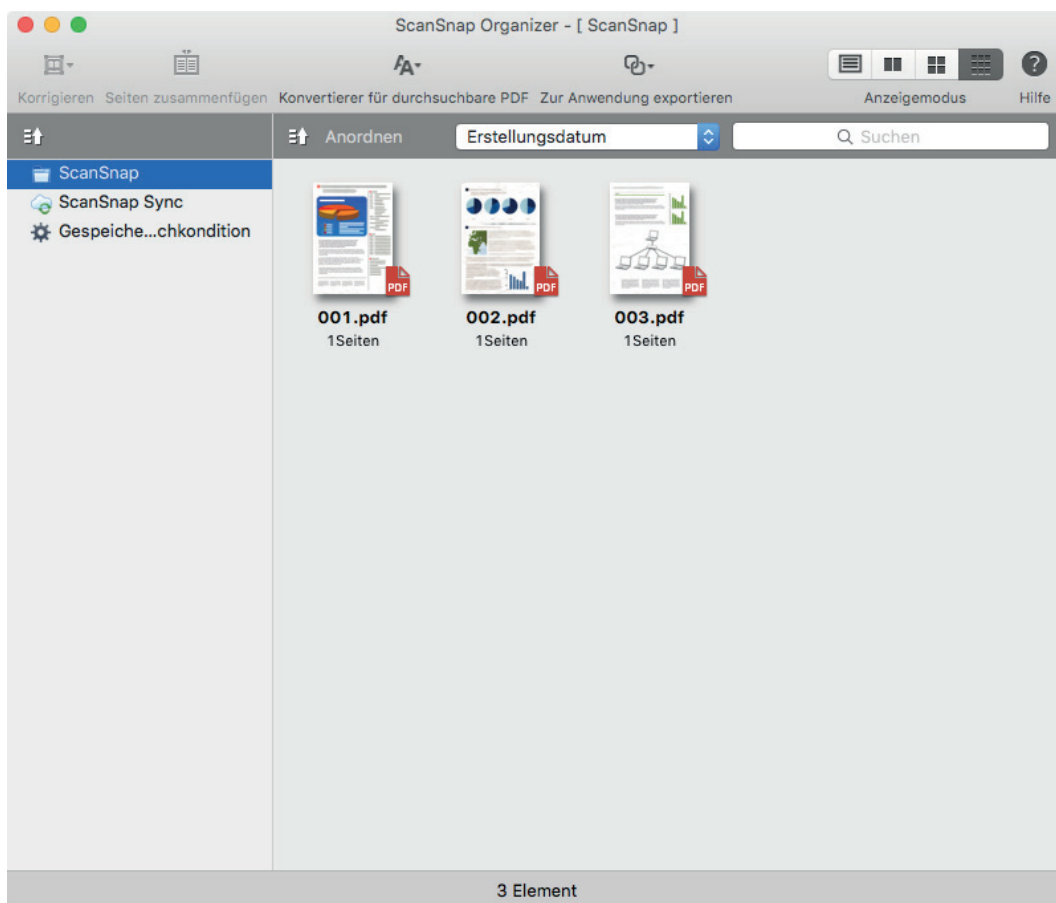 ScanSnap Organizer - [ ScanSnap ]
Korrigieren Seiten zusammenfügen Konvertierer für durchsuchbare PDF Zur Anwendung exportieren Anzeigemodus Hilfe
Anordnen Erstellungsdatum Suchen
ScanSnap
ScanSnap Sync
Gespeiche...chkondition
PDF PDF PDF
001.pdf 002.pdf 003.pdf
1Seiten 1Seiten 1Seiten
3 Element